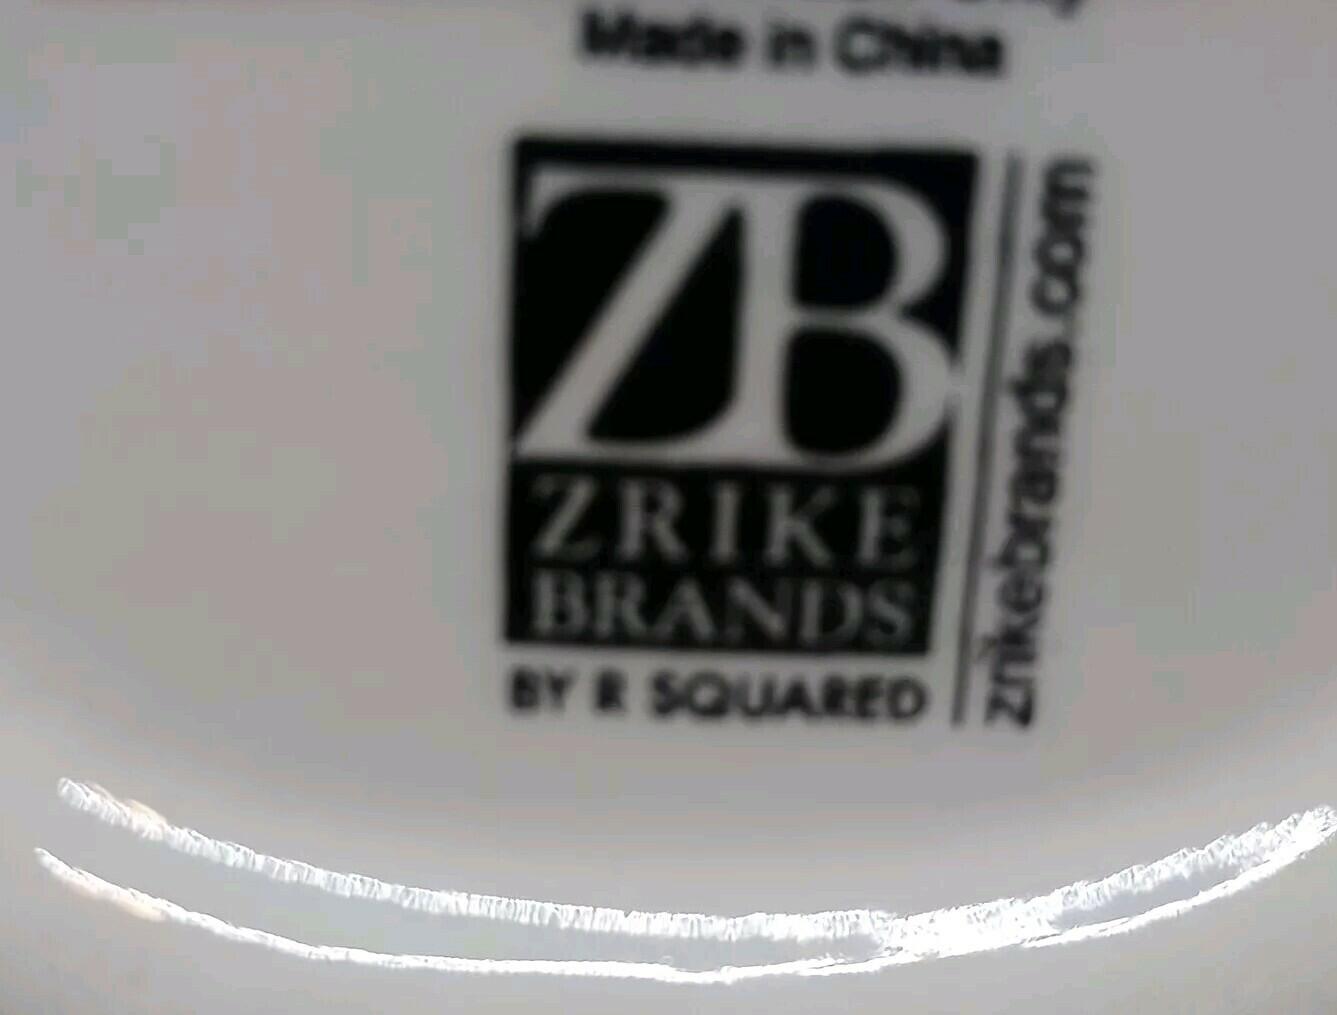 Made in China
ZB
ZRIKE
BRANDS
BY R SQUARED
zrikebrands.com